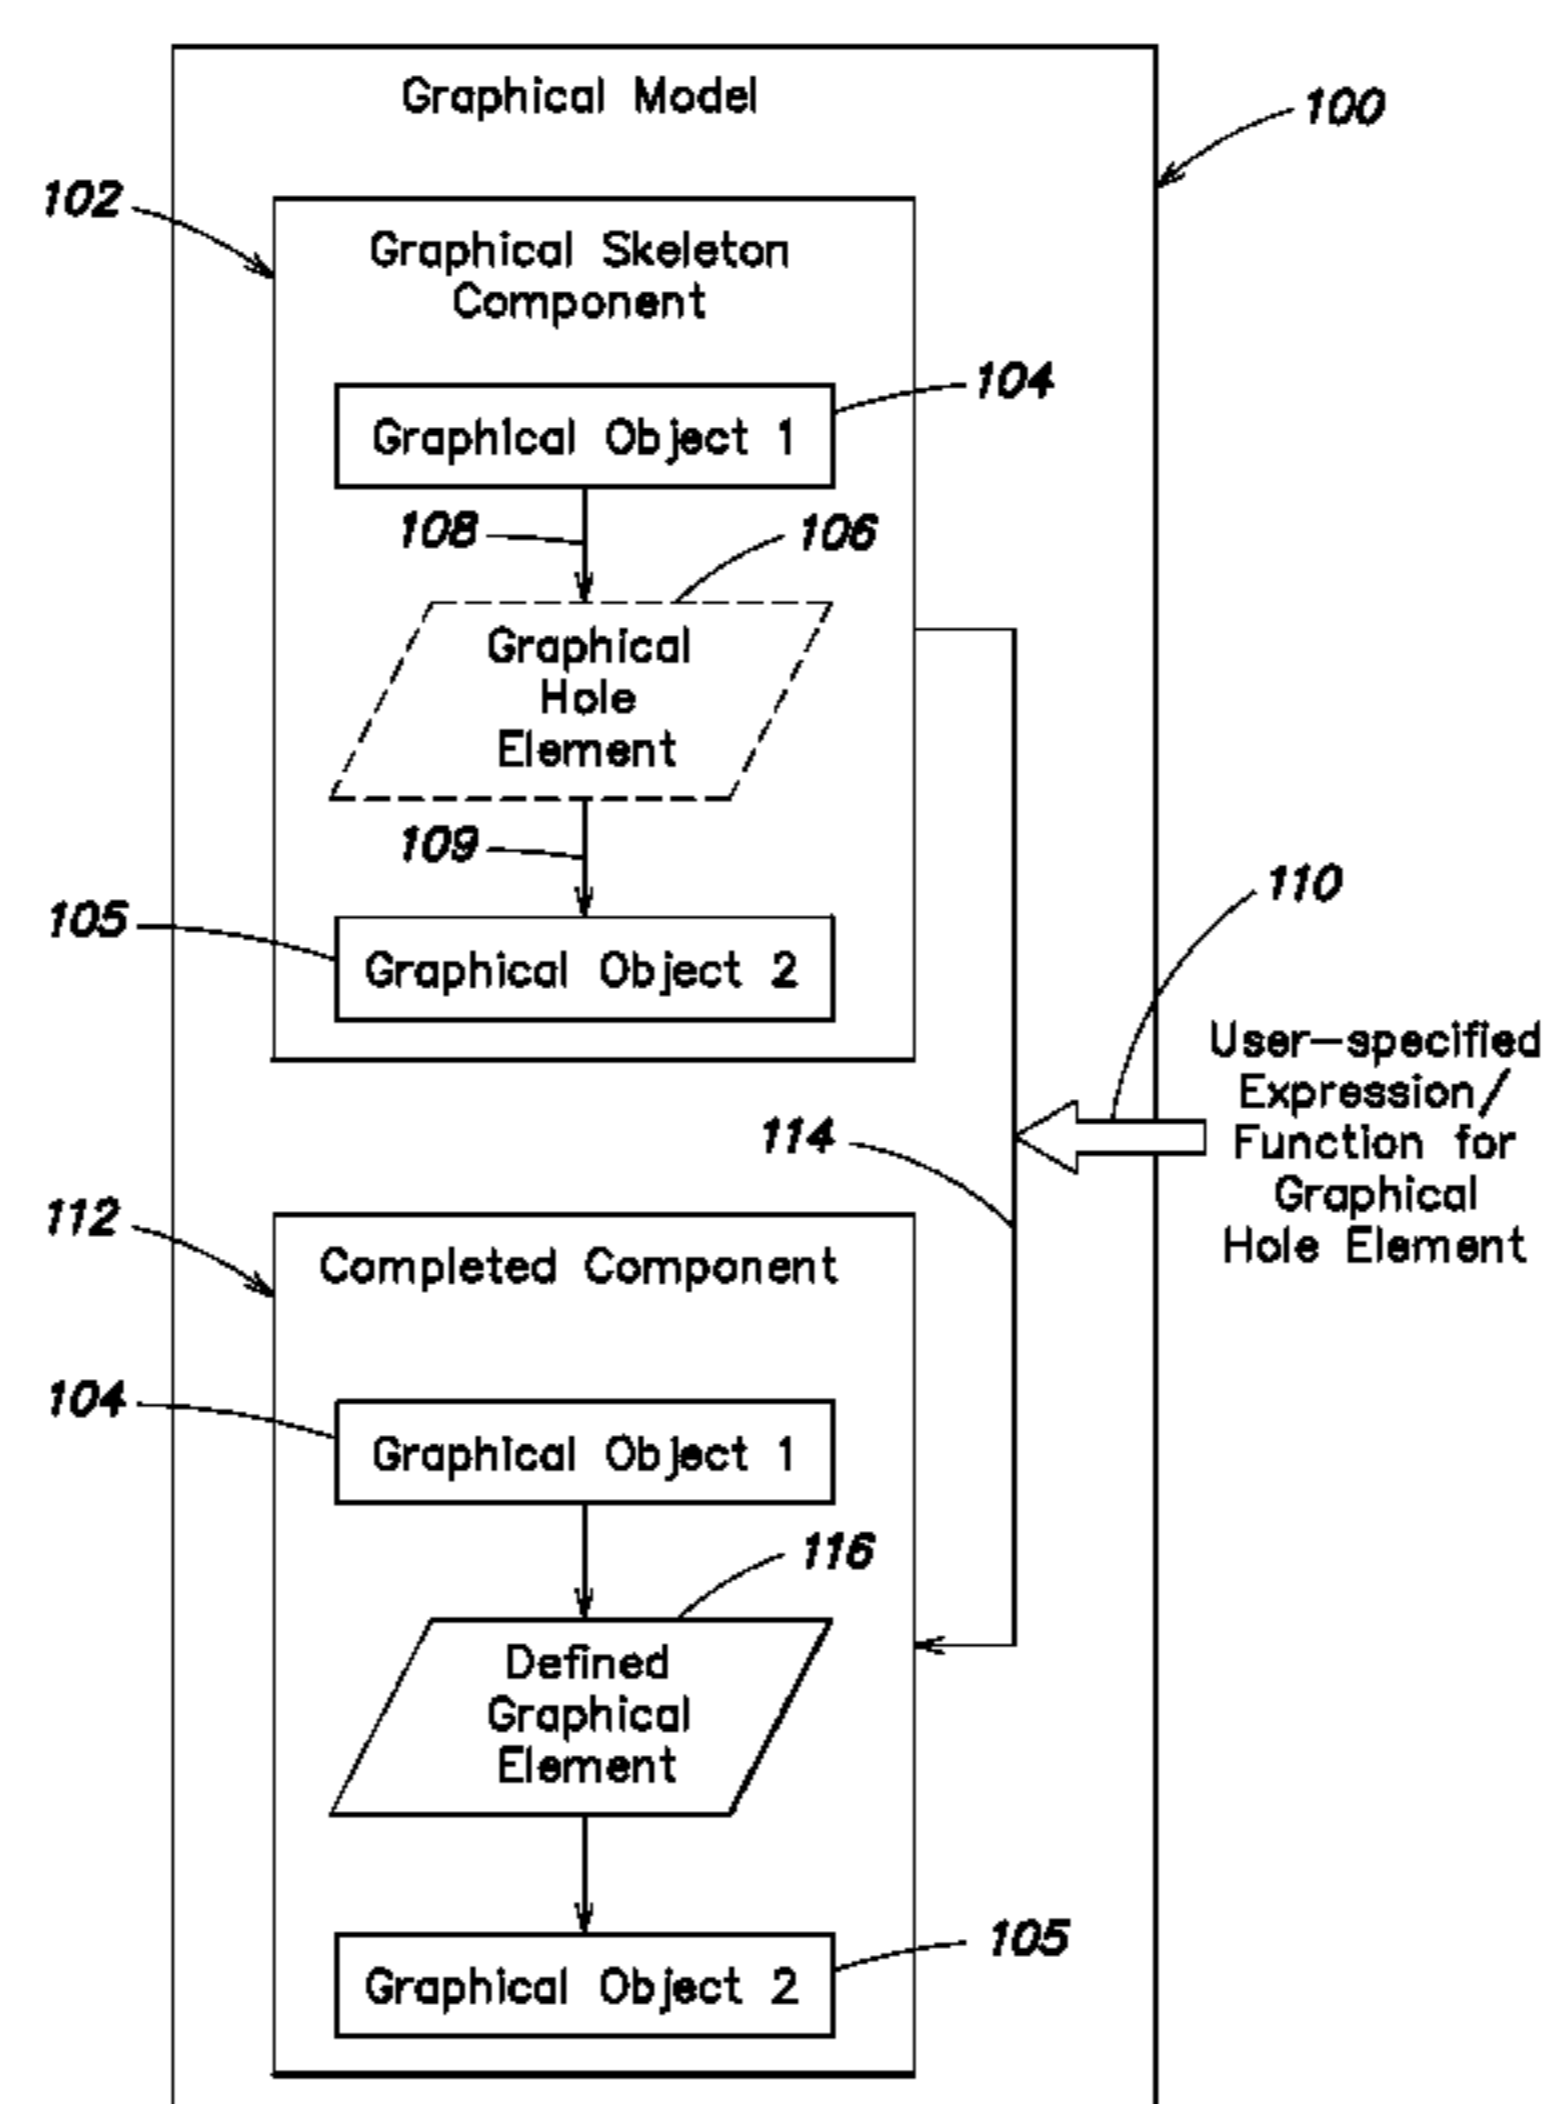 Graphical Model
100
102
Graphical Skeleton
Component
104
Graphical Object 1
108
106
Graphical
Hole
Element
109
105
Graphical Object 2
110
User-specified
Expression/
Function for
Graphical
Hole Element
114
112
Completed Component
104
Graphical Object 1
116
Defined
Graphical
Element
105
Graphical Object 2